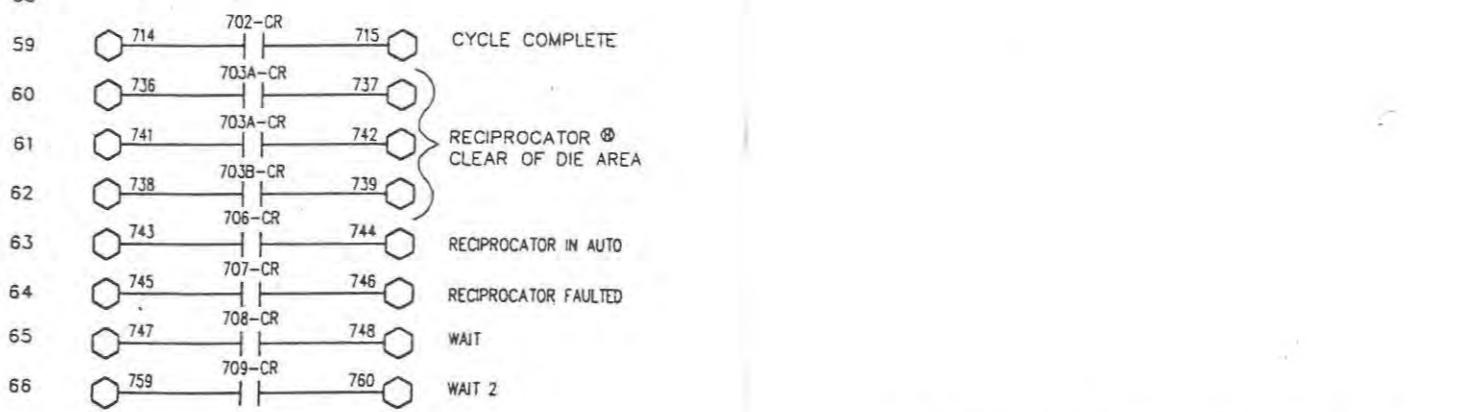 702-CR
59 714 715 CYCLE COMPLETE
703A-CR
60 736 737
703A-CR
61 741 742 RECIPROCATOR ®
CLEAR OF DIE AREA
703B-CR
62 738 739
706-CR
63 743 744 RECIPROCATOR IN AUTO
707-CR
64 745 746 RECIPROCATOR FAULTED
708-CR
65 747 748 WAIT
709-CR
66 759 760 WAIT 2